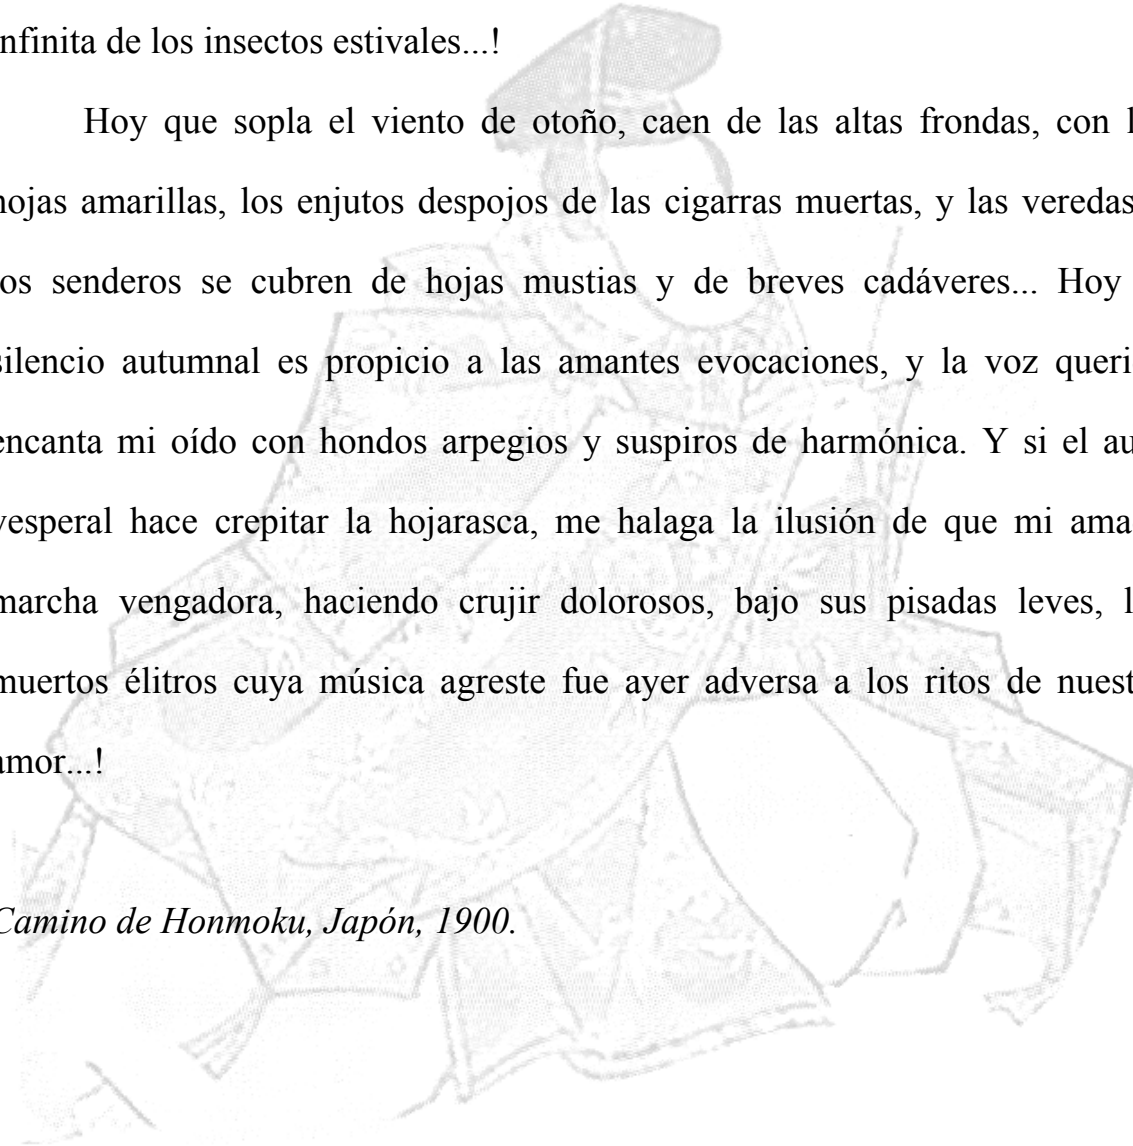 nfinita de los insectos estivales...!
Hoy que sopla el viento de otoño, caen de las altas frondas, con l
hojas amarillas, los enjutos despojos de las cigarras muertas, y las veredas
los senderos se cubren de hojas mustias y de breves cadáveres... Hoy
silencio autumnal es propicio a las amantes evocaciones, y la voz queri
encanta mi oído con hondos arpegios y suspiros de harmónica. Y si el au
vesperal hace crepitar la hojarasca, me halaga la ilusión de que mi ama
marcha vengadora, haciendo crujir dolorosos, bajo sus pisadas leves, l
muertos élitros cuya música agreste fue ayer adversa a los ritos de nuest
amor...!
Camino de Honmoku, Japón, 1900.